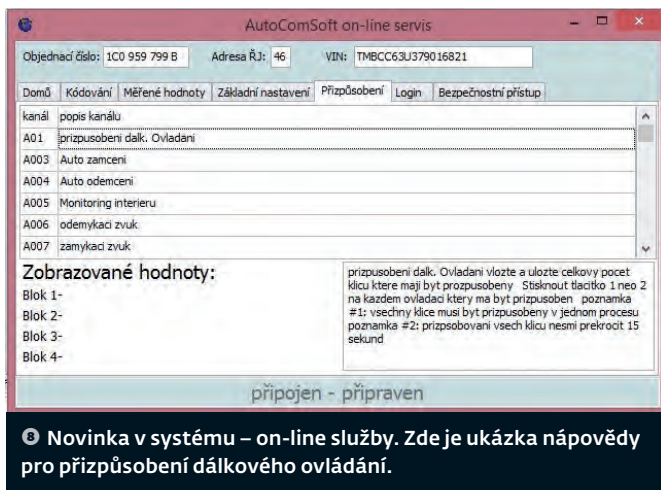 AutoComSoft on-line servis
Objednací číslo: 1C0 959 799 B Adresa ŘJ: 46 VIN: TMBCC63U379016821
Domů Kódování Měřené hodnoty Základní nastavení Přizpůsobení Login Bezpečnostní přístup
kanál popis kanálu
A01 prizpusobeni dalk. Ovladani
A003 Auto zamceni
A004 Auto odemceni
A005 Monitoring interieru
A006 odemykaci zvuk
A007 zamykaci zvuk
Zobrazované hodnoty:
Blok 1-
Blok 2-
Blok 3-
Blok 4-
prizpusobeni dalk. Ovladani vlozte a ulozte celkovy pocet
klicu ktere maji byt prozpusobeny Stisknout tlacitko 1 neo 2
na kazdem ovladaci ktery ma byt prizpusoben poznamka
#1: vsechny klice musi byt prizpusobeny v jednom procesu
poznamka #2: prizpsobovani vsech klicu nesmi prekrocit 15
sekund
připojen - připraven
❽ Novinka v systému – on-line služby. Zde je ukázka nápovědy
pro přizpůsobení dálkového ovládání.